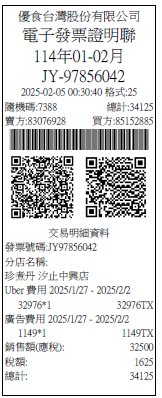 優食台灣股份有限公司
電子發票證明聯
114年01-02月
JY-97856042
2025-02-05 00:30:40 格式:25
隨機碼:7388 總計:34125
賣方:83076928 買方:85152885
交易明細資料
發票號碼:JY97856042
分店名稱:
珍煮丹 汐止中興店
Uber 費用 2025/1/27 - 2025/2/2
32976*1 32976TX
廣告費用 2025/1/27 - 2025/2/2
1149*1 1149TX
銷售額(應稅): 32500
稅額: 1625
總計: 34125